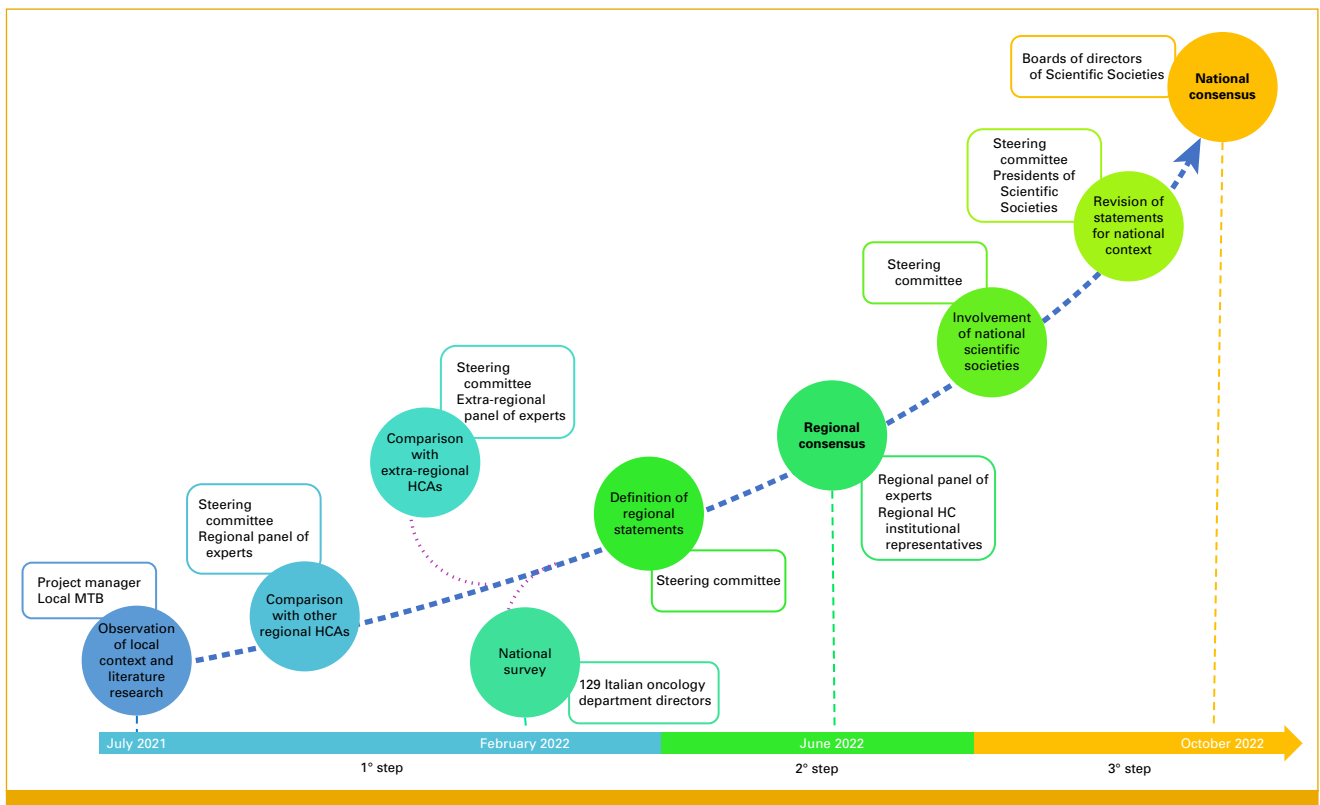 Boards of directors
of Scientific Societies
National
consensus
Steering
committee
Presidents of
Scientific
Societies
Revision of
statements
for national
context
Steering
committee
Involvement
of national
scientific
societies
Steering
committee
Extra-regional
panel of experts
Comparison
with
extra-regional
HCAs
Regional
consensus
Regional panel of
experts
Regional HC
institutional
representatives
Steering
committee
Regional panel of
experts
Definition of
regional
statements
Steering committee
Project manager
Local MTB
Comparison
with other
regional HCAs
Observation
of local
context and
literature
research
National
survey
129 Italian oncology
department directors
July 2021
February 2022
June 2022
October 2022
1° step
2° step
3° step